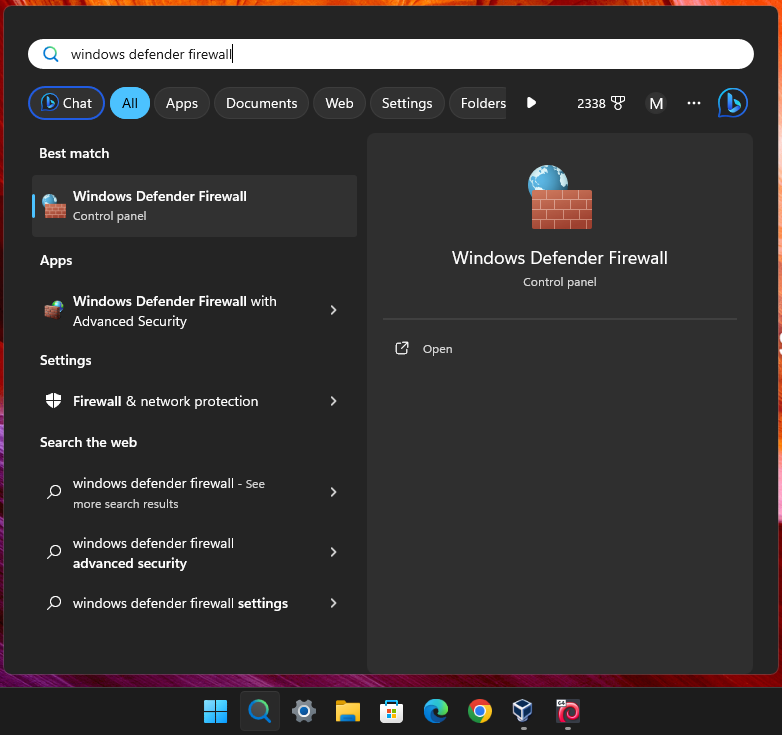 windows defender firewall
Chat
All
Apps
Documents
Web
Settings
Folders
2338
M
Best match
Windows Defender Firewall
Control panel
Apps
Windows Defender Firewall with
Advanced Security
Settings
Firewall & network protection
Search the web
windows defender firewall - See
more search results
windows defender firewall
advanced security
windows defender firewall settings
Windows Defender Firewall
Control panel
Open
64